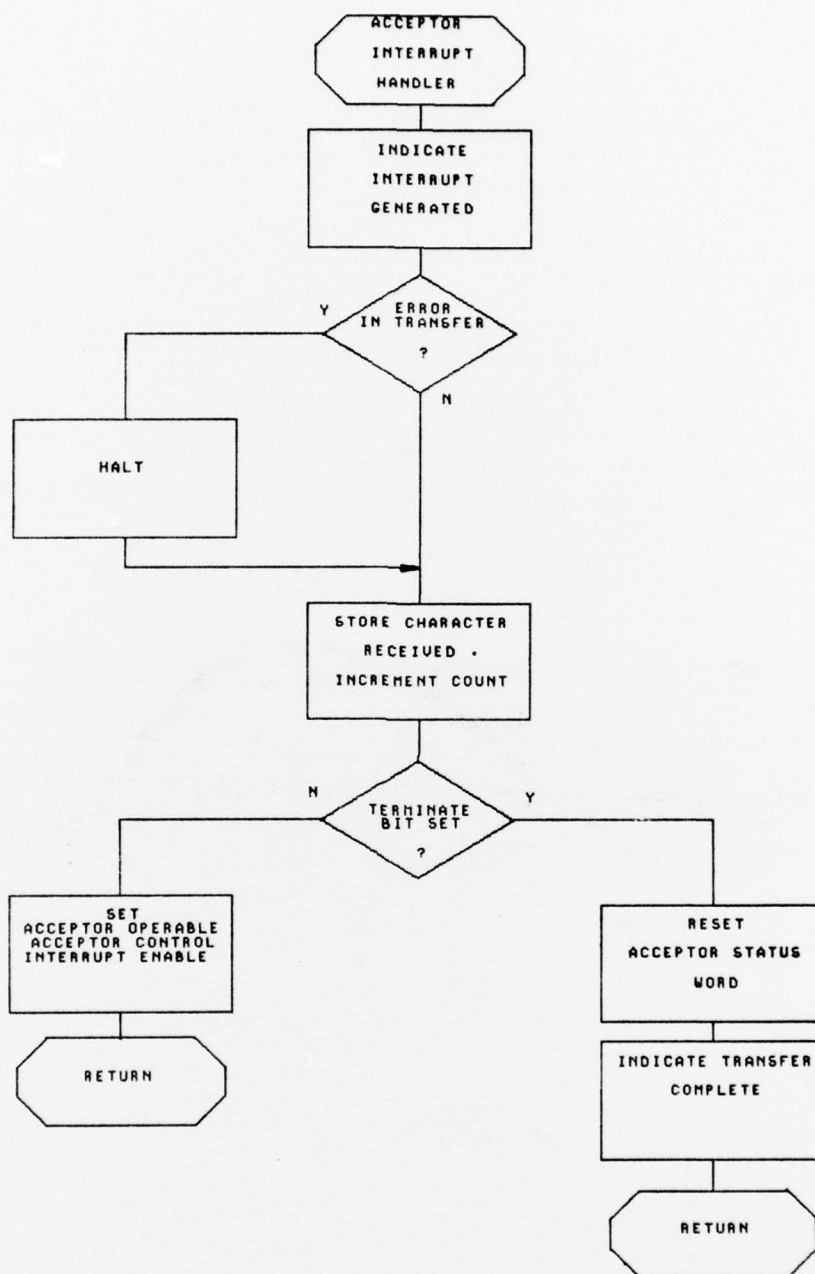 ACCEPTOR
INTERRUPT
HANDLER
INDICATE
INTERRUPT
GENERATED
Y
ERROR
IN TRANSFER
?
N
HALT
STORE CHARACTER
RECEIVED .
INCREMENT COUNT
N
TERMINATE
BIT SET
?
Y
SET
ACCEPTOR OPERABLE
ACCEPTOR CONTROL
INTERRUPT ENABLE
RETURN
RESET
ACCEPTOR STATUS
WORD
INDICATE TRANSFER
COMPLETE
RETURN